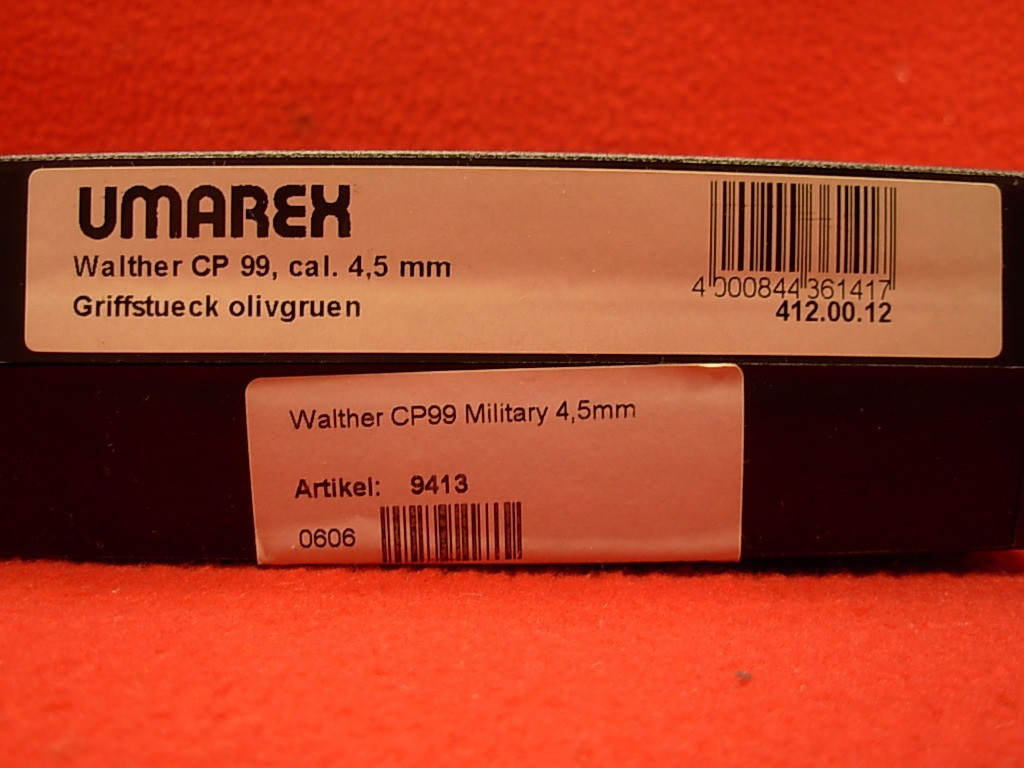 UMAREX
Walther CP 99, cal. 4,5 mm
Griffstueck olivgruen
4 000844 361417
412.00.12
Walther CP99 Military 4,5mm
Artikel: 9413
0606